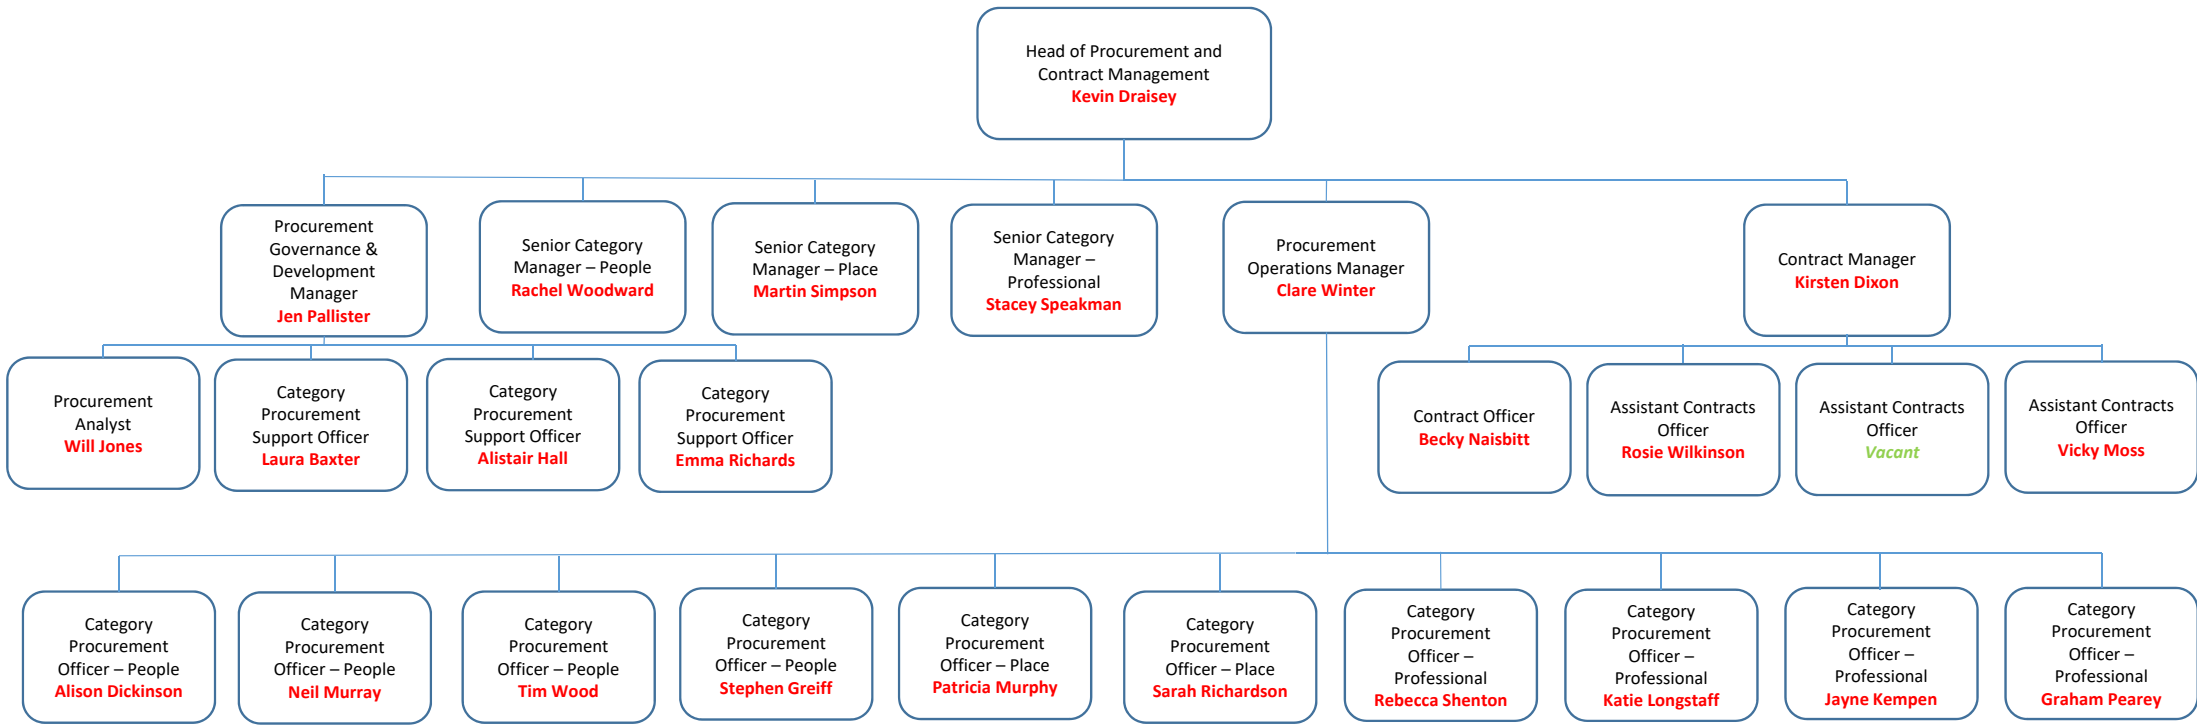 Head of Procurement and
Contract Management
Kevin Draisey
Procurement
Governance &
Development
Manager
Jen Pallister
Senior Category
Manager – People
Rachel Woodward
Senior Category
Manager – Place
Martin Simpson
Senior Category
Manager –
Professional
Stacey Speakman
Procurement
Operations Manager
Clare Winter
Contract Manager
Kirsten Dixon
Procurement
Analyst
Will Jones
Category
Procurement
Support Officer
Laura Baxter
Category
Procurement
Support Officer
Alistair Hall
Category
Procurement
Support Officer
Emma Richards
Contract Officer
Becky Naisbitt
Assistant Contracts
Officer
Rosie Wilkinson
Assistant Contracts
Officer
Vacant
Assistant Contracts
Officer
Vicky Moss
Category
Procurement
Officer – People
Alison Dickinson
Category
Procurement
Officer – People
Neil Murray
Category
Procurement
Officer – People
Tim Wood
Category
Procurement
Officer – People
Stephen Greiff
Category
Procurement
Officer – Place
Patricia Murphy
Category
Procurement
Officer – Place
Sarah Richardson
Category
Procurement
Officer –
Professional
Rebecca Shenton
Category
Procurement
Officer –
Professional
Katie Longstaff
Category
Procurement
Officer –
Professional
Jayne Kempen
Category
Procurement
Officer –
Professional
Graham Pearey